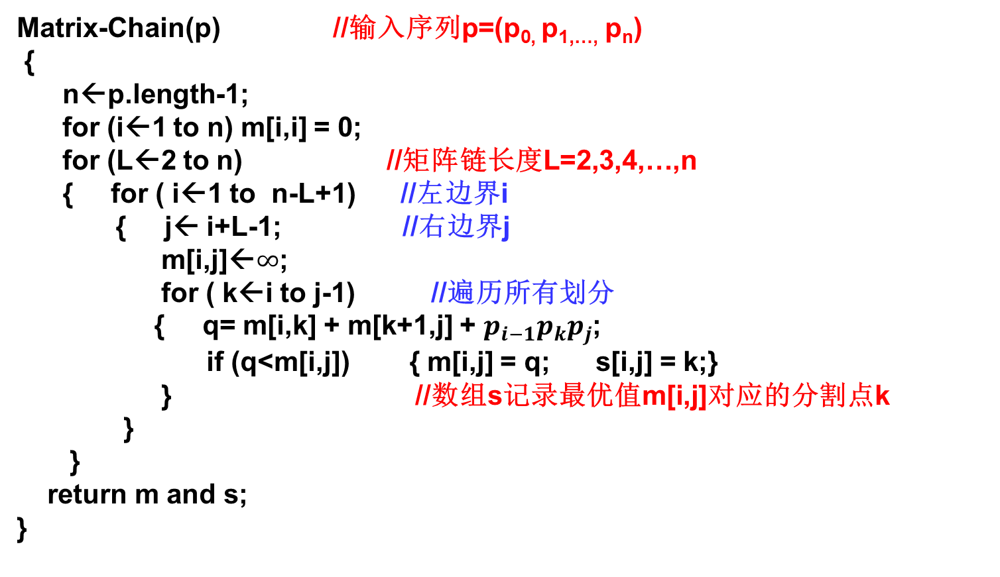 Matrix-Chain(p) //输入序列p=(p0, p1,…, pn)
{
n←p.length-1;
for (i←1 to n) m[i,i] = 0;
for (L←2 to n) //矩阵链长度L=2,3,4,…,n
{ for ( i←1 to n-L+1) //左边界i
{ j← i+L-1; //右边界j
m[i,j]←∞;
for ( k←i to j-1) //遍历所有划分
{ q= m[i,k] + m[k+1,j] + p_{i−1}p_kp_j;
if (q<m[i,j]) { m[i,j] = q; s[i,j] = k;}
} //数组s记录最优值m[i,j]对应的分割点k
}
}
return m and s;
}